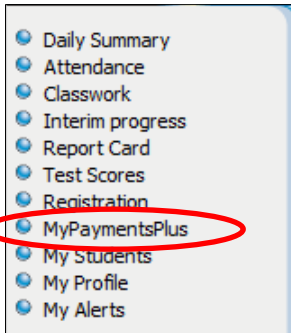 Daily Summary
Attendance
Classwork
Interim progress
Report Card
Test Scores
Registration
MyPaymentsPlus
My Students
My Profile
My Alerts